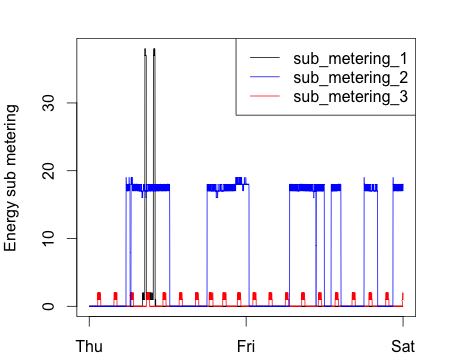 sub_metering_1
sub_metering_2
sub_metering_3
Energy sub metering
30
20
10
0
Thu Fri Sat